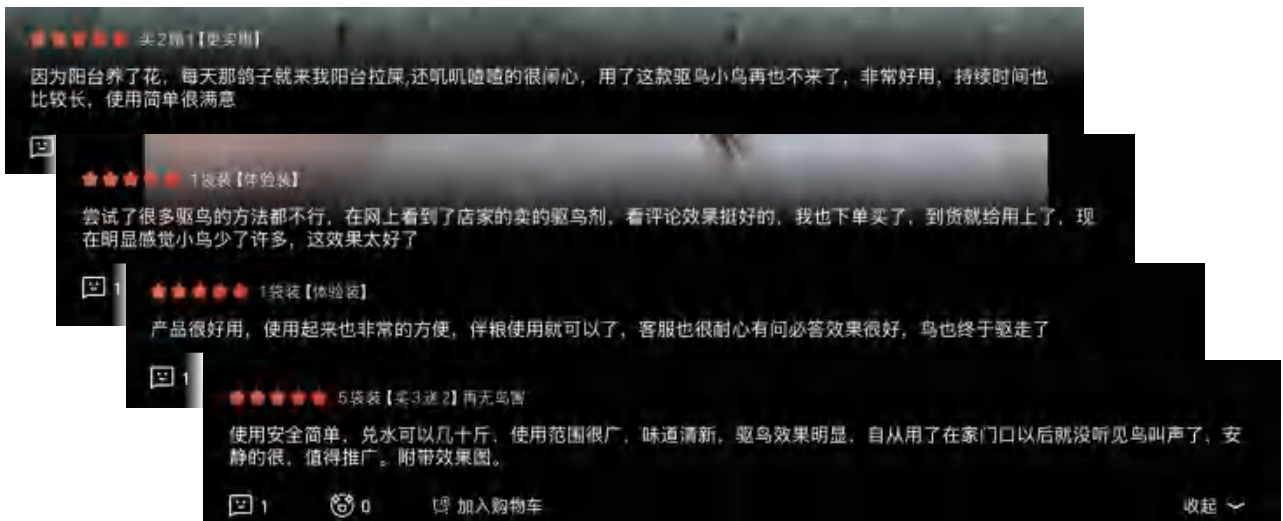 买2赠1【更实惠】
因为阳台养了花，每天那鸽子就来我阳台拉屎,还叽叽喳喳的很闹心，用了这款驱鸟小鸟再也不来了，非常好用，持续时间也
比较长，使用简单很满意
1袋装【体验装】
尝试了很多驱鸟的方法都不行，在网上看到了店家的卖的驱鸟剂，看评论效果挺好的，我也下单买了，到货就给用上了，现
在明显感觉小鸟少了许多，这效果太好了
1
1袋装【体验装】
产品很好用，使用起来也非常的方便，伴粮使用就可以了，客服也很耐心有问必答效果很好，鸟也终于驱走了
1
5袋装【买3送2】再无鸟害
使用安全简单，兑水可以几十斤，使用范围很广，味道清新，驱鸟效果明显，自从用了在家门口以后就没听见鸟叫声了，安
静的很，值得推广。附带效果图。
1 0 加入购物车 收起